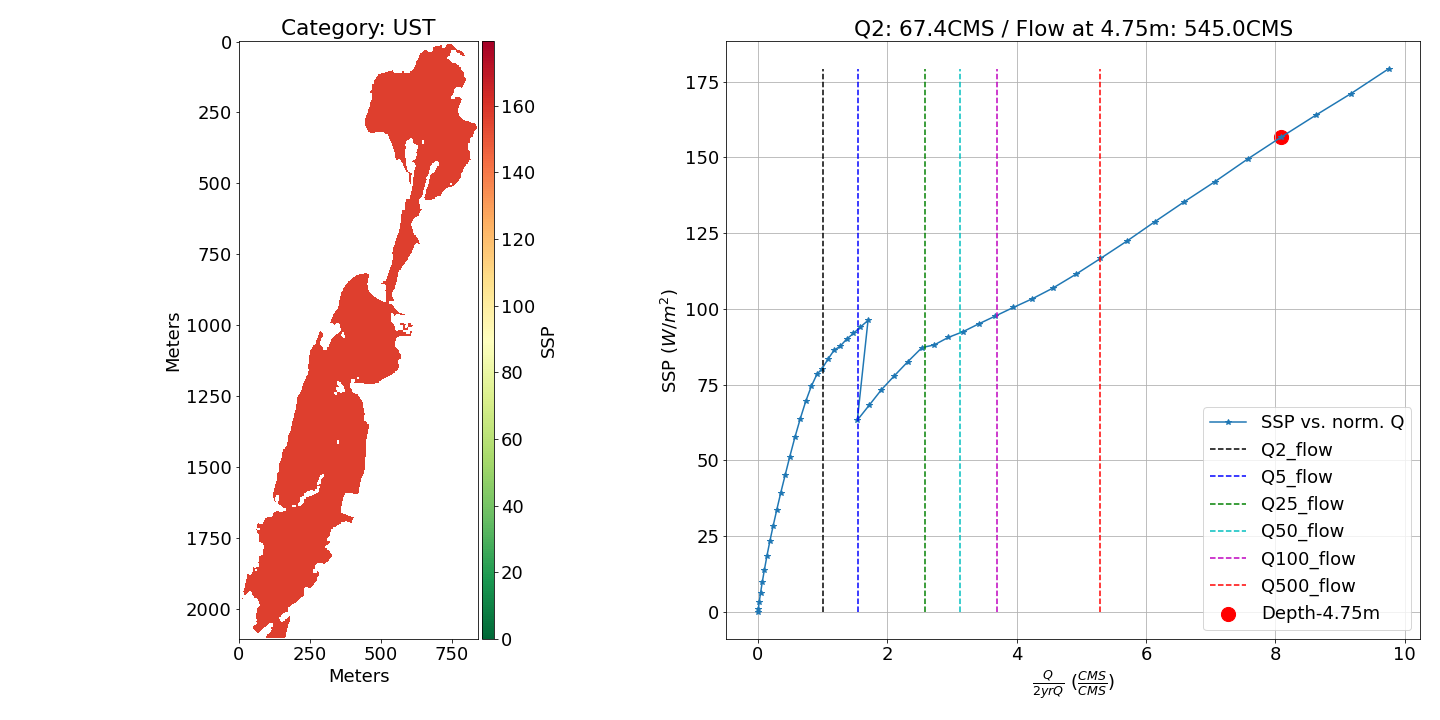 Category: UST
0
250
500
750
1000
1250
1500
1750
2000
Meters
0 250 500 750
Meters
160
140
120
100
80
60
40
20
0
SSP
Q2: 67.4CMS / Flow at 4.75m: 545.0CMS
175
150
125
100
75
50
25
0
SSP (W/m²)
0 2 4 6 8 10
Q/2yrQ (CMS/CMS)
SSP vs. norm. Q
Q2_flow
Q5_flow
Q25_flow
Q50_flow
Q100_flow
Q500_flow
Depth-4.75m